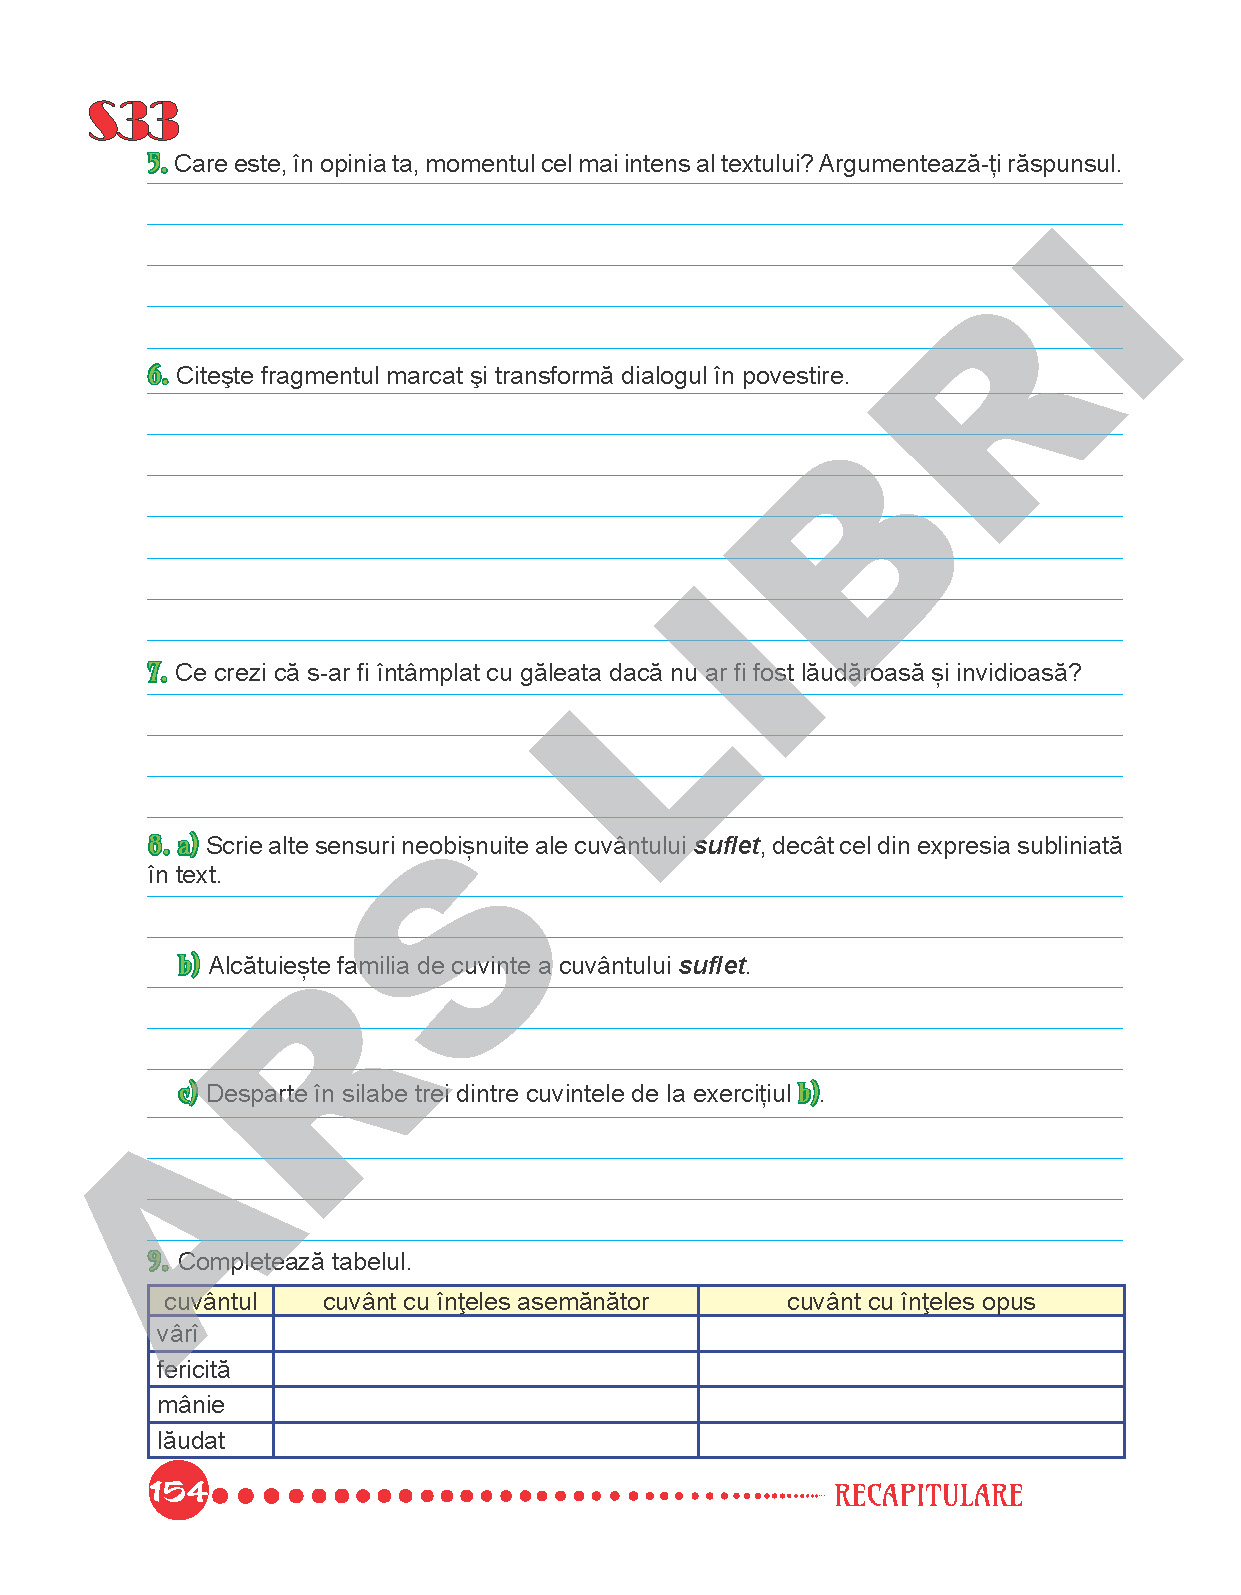 S33
5. Care este, în opinia ta, momentul cel mai intens al textului? Argumentează-ți răspunsul.
6. Citeşte fragmentul marcat şi transformă dialogul în povestire.
7. Ce crezi că s-ar fi întâmplat cu găleata dacă nu ar fi fost lăudăroasă și invidioasă?
8. a) Scrie alte sensuri neobișnuite ale cuvântului suflet, decât cel din expresia subliniată
în text.
b) Alcătuiește familia de cuvinte a cuvântului suflet.
c) Desparte în silabe trei dintre cuvintele de la exercițiul b).
9. Completează tabelul.
cuvântul cuvânt cu înţeles asemănător cuvânt cu înţeles opus
vârî
fericită
mânie
lăudat
154 RECAPITULARE
ARS LIBRI